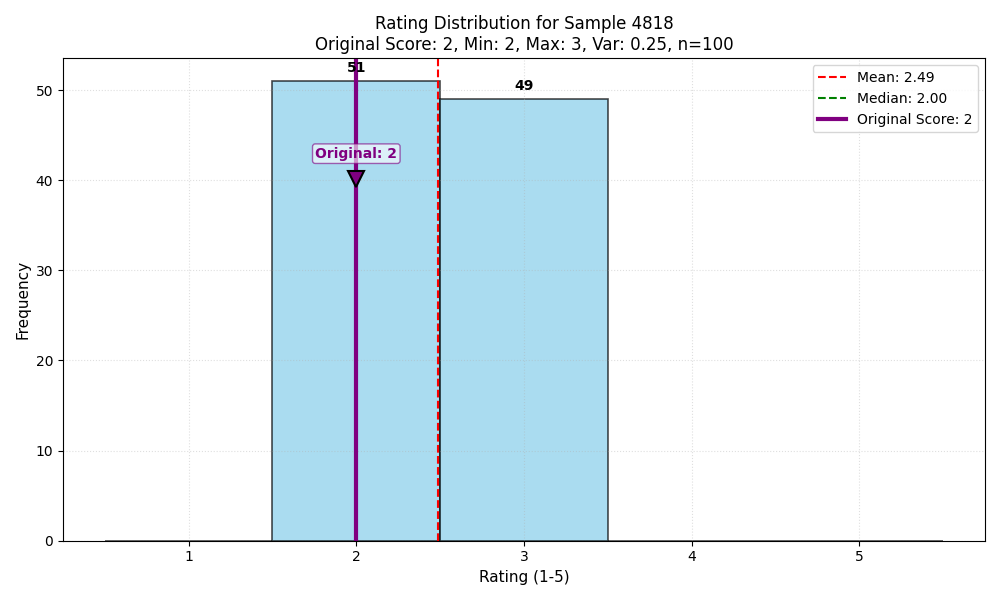 Rating Distribution for Sample 4818
Original Score: 2, Min: 2, Max: 3, Var: 0.25, n=100
Mean: 2.49
Median: 2.00
Original Score: 2
51
49
Original: 2
Frequency
50
40
30
20
10
0
1 2 3 4 5
Rating (1-5)